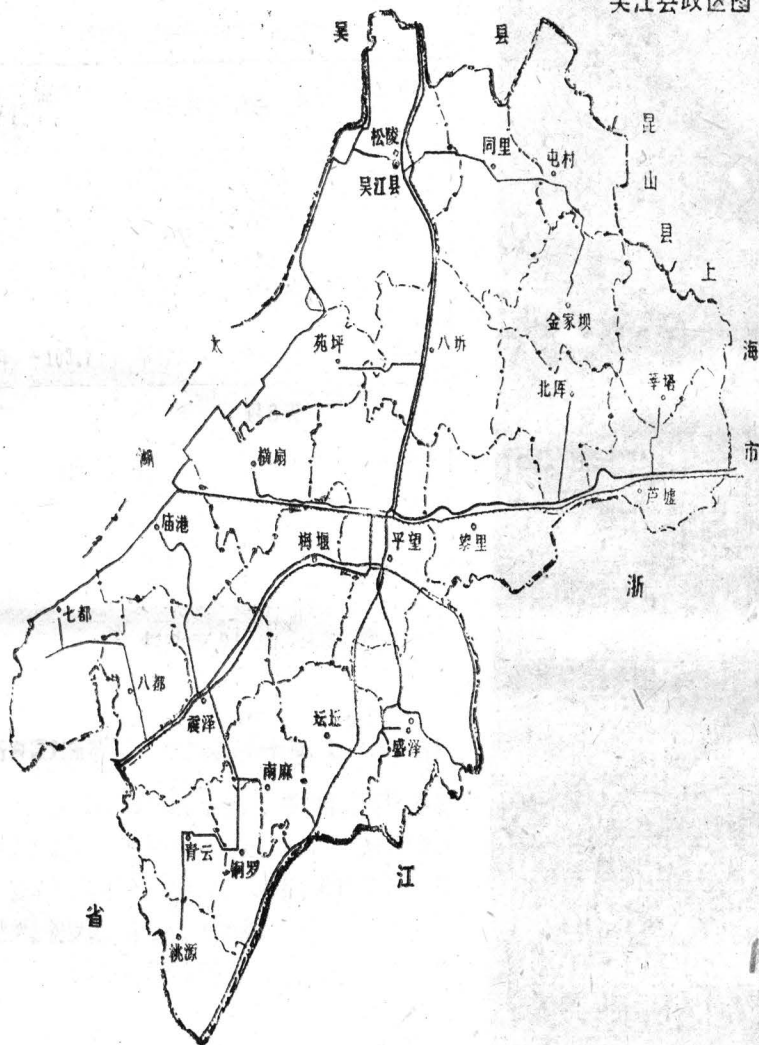 吴江县政区图
吴
县
昆
山
县
上
海
市
松陵
吴江县
同里
屯村
金家坝
太
湖
苑坪
八坼
北厍
莘塔
横扇
芦墟
庙港
梅堰
平望
黎里
浙
七都
八都
震泽
坛坵
盛泽
南麻
青云
铜罗
江
省
桃源